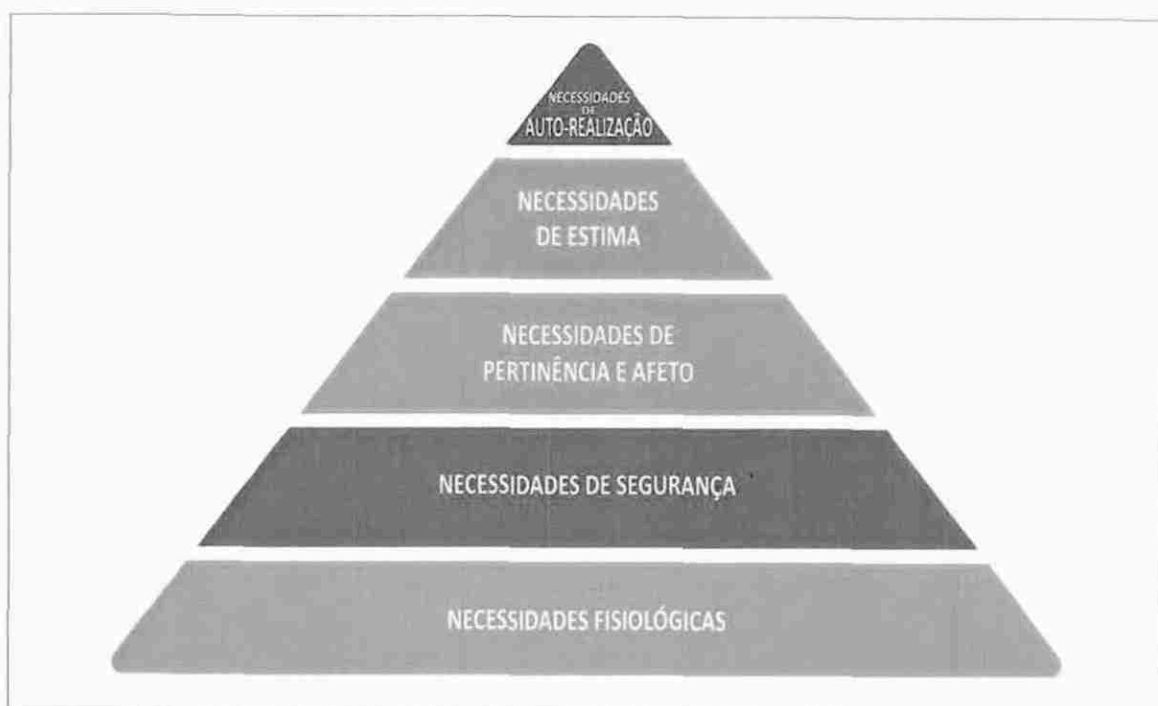 NECESSIDADES
DE
AUTO-REALIZAÇÃO
NECESSIDADES
DE ESTIMA
NECESSIDADES DE
PERTINÊNCIA E AFETO
NECESSIDADES DE SEGURANÇA
NECESSIDADES FISIOLÓGICAS